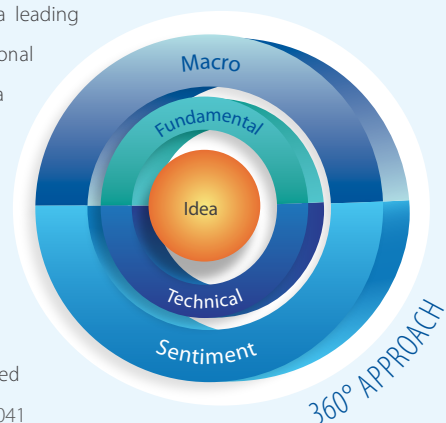 a leading
onal
a
Macro
Fundamental
Idea
Technical
Sentiment
ed
041
360° APPROACH